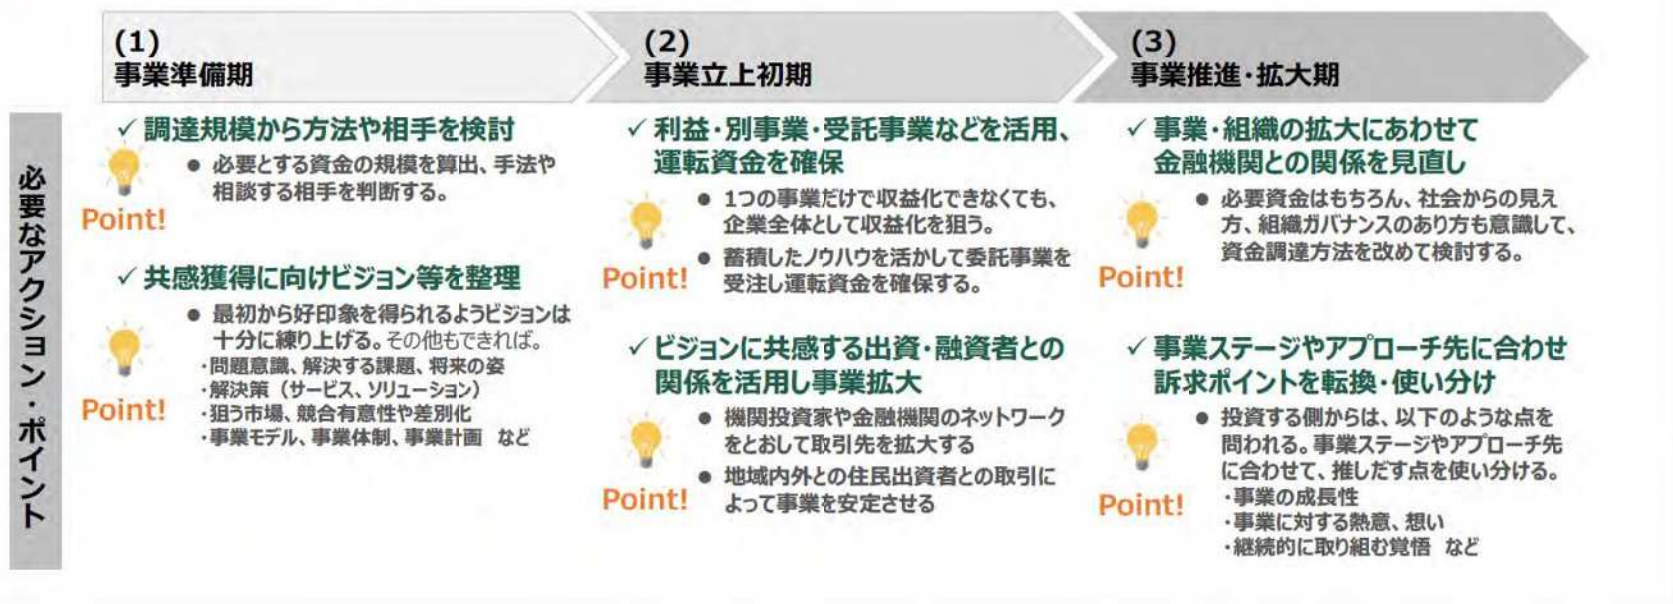 (1)
事業準備期
(2)
事業立上初期
(3)
事業推進・拡大期
必要なアクション・ポイント
✓ 調達規模から方法や相手を検討
● 必要とする資金の規模を算出、手法や
相談する相手を判断する。
Point!
✓ 共感獲得に向けビジョン等を整理
● 最初から好印象を得られるようビジョンは
十分に練り上げる。その他もできれば。
・問題意識、解決する課題、将来の姿
・解決策（サービス、ソリューション）
・狙う市場、競合有意性や差別化
・事業モデル、事業体制、事業計画 など
Point!
✓ 利益・別事業・受託事業などを活用、
運転資金を確保
● 1つの事業だけで収益化できなくても、
企業全体として収益化を狙う。
● 蓄積したノウハウを活かして委託事業を
受注し運転資金を確保する。
Point!
✓ ビジョンに共感する出資・融資者との
関係を活用し事業拡大
● 機関投資家や金融機関のネットワーク
をとおして取引先を拡大する
● 地域内外との住民出資者との取引に
よって事業を安定させる
Point!
✓ 事業・組織の拡大にあわせて
金融機関との関係を見直し
● 必要資金はもちろん、社会からの見え
方、組織ガバナンスのあり方も意識して、
資金調達方法を改めて検討する。
Point!
✓ 事業ステージやアプローチ先に合わせ
訴求ポイントを転換・使い分け
● 投資する側からは、以下のような点を
問われる。事業ステージやアプローチ先
に合わせて、推しだす点を使い分ける。
・事業の成長性
・事業に対する熱意、想い
・継続的に取り組む覚悟 など
Point!